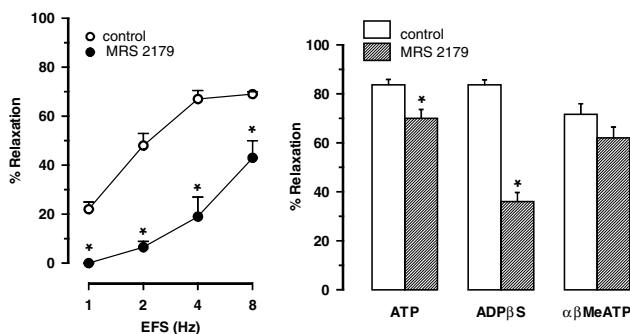 control
MRS 2179
% Relaxation
100
80
60
40
20
0
*
*
*
*
1
2
4
8
EFS (Hz)
control
MRS 2179
% Relaxation
100
80
60
40
20
0
*
*
ATP
ADPβS
αβMeATP